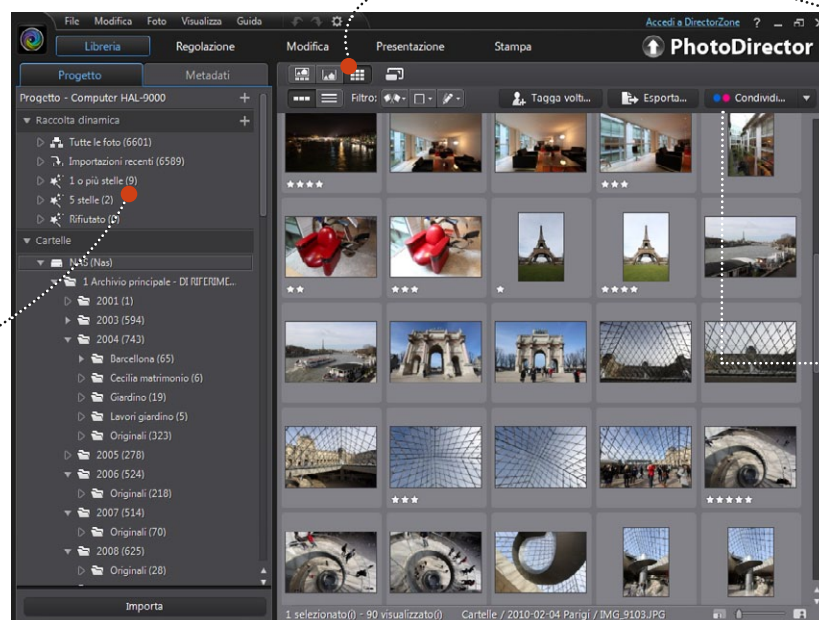 File Modifica Foto Visualizza Guida
Accedi a DirectorZone ?
Libreria Regolazione Modifica Presentazione Stampa PhotoDirector
Progetto Metadati
Progetto - Computer HAL-9000 +
Filtro: Tagga volti... Esporta... Condividi...
Raccolta dinamica +
Tutte le foto (6601)
Importazioni recenti (6589)
1 o più stelle (9)
5 stelle (2)
Rifiutato
Cartelle
NAS (Nas)
1 Archivio principale - DI RIFERIME...
2001 (1)
2003 (594)
2004 (743)
Barcellona (65)
Cecilia matrimonio (6)
Giardino (19)
Lavori giardino (5)
Originali (323)
2005 (278)
2006 (524)
Originali (218)
2007 (514)
Originali (70)
2008 (625)
Originali (28)
Importa
1 selezionato(i) - 90 visualizzato(i) Cartelle / 2010-02-04 Parigi / IMG_9103.JPG